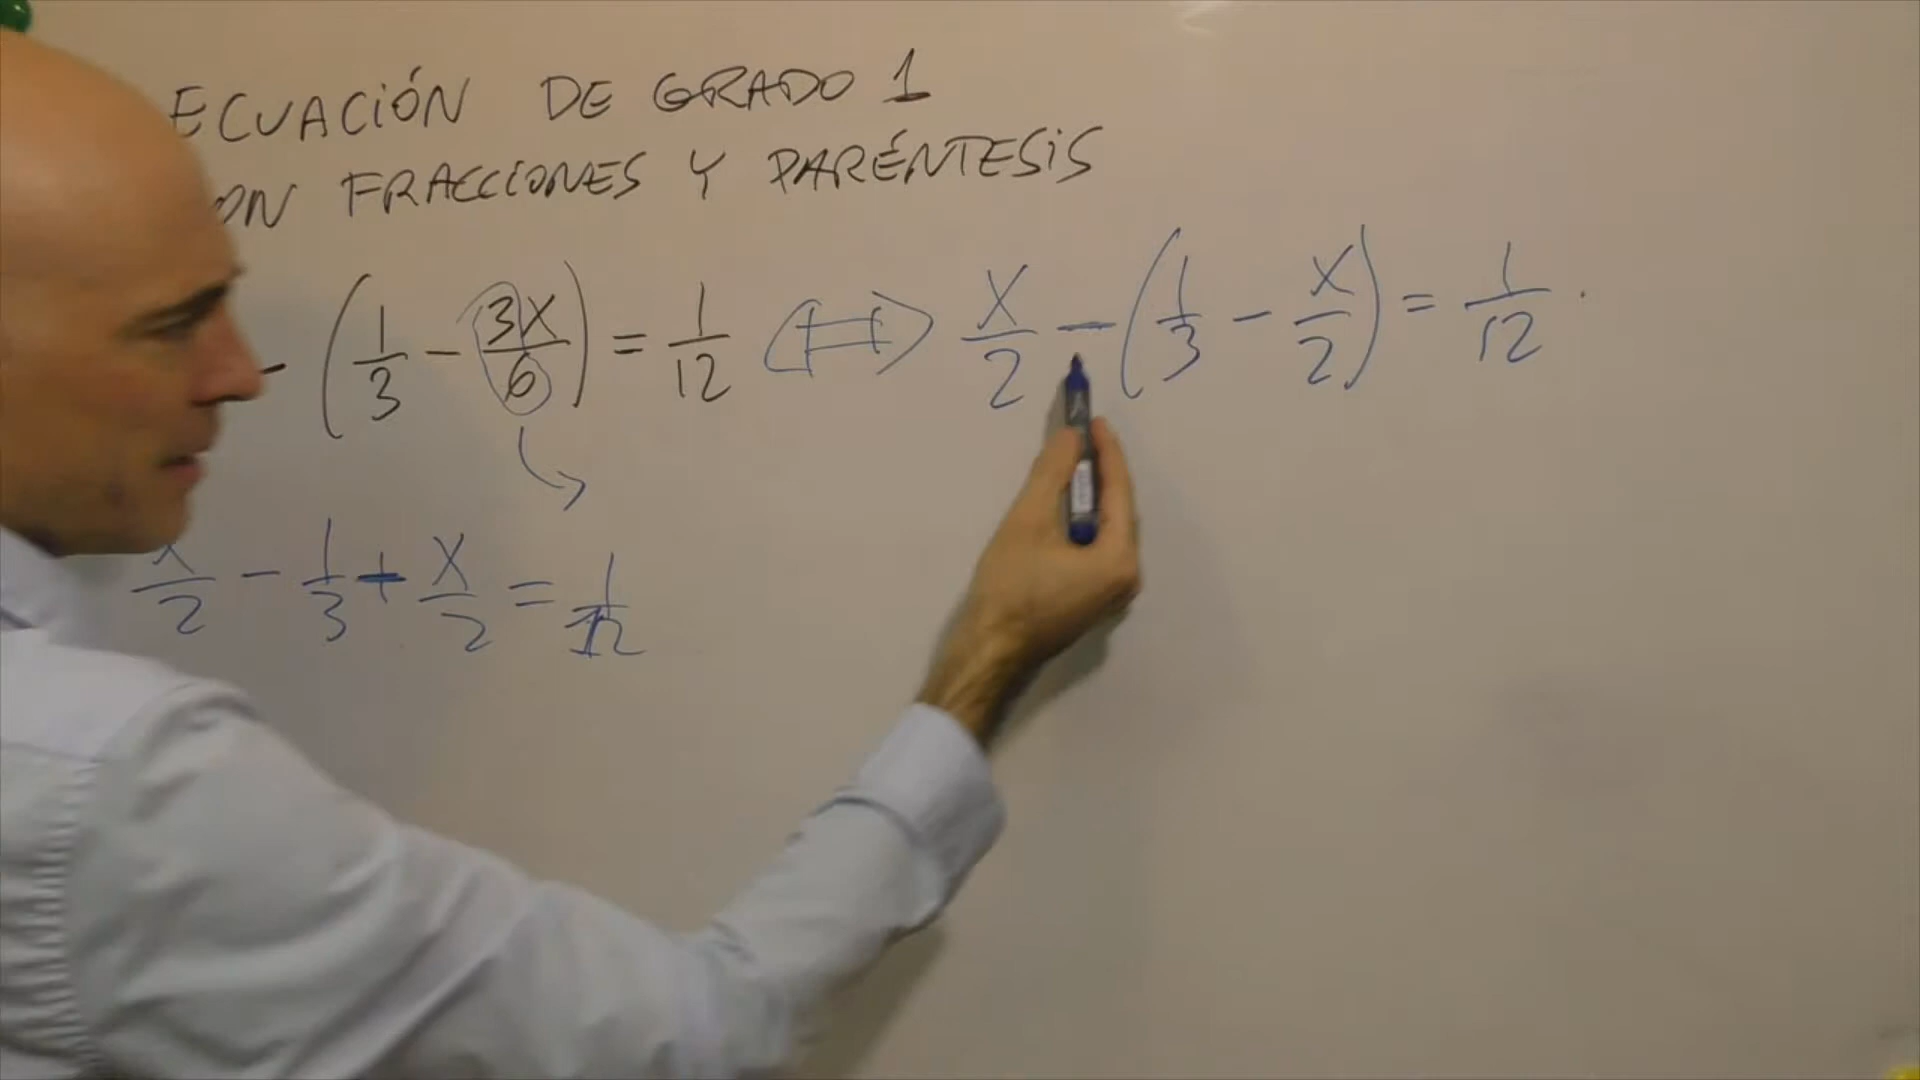 ECUACIÓN DE GRADO 1
ON FRACCIONES Y PARÉNTESIS
- (1/3 - 3x/6) = 1/12 ⟺ x/2 - (1/3 - x/2) = 1/12 .
x/2 - 1/3 + x/2 = 1/12